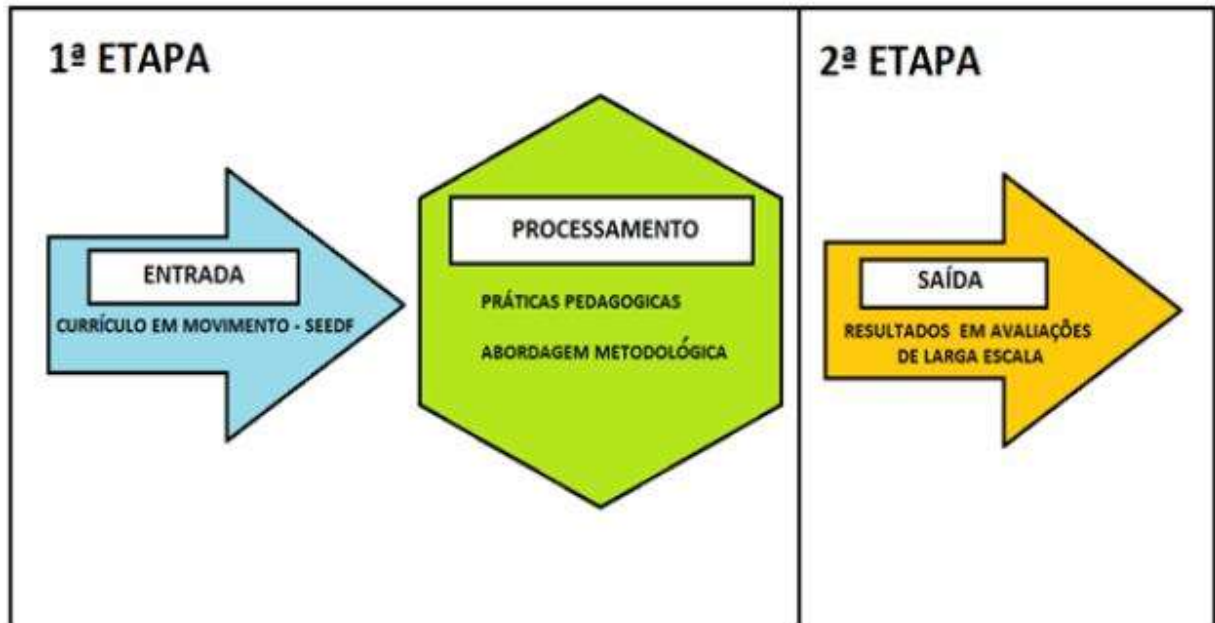 1ª ETAPA
ENTRADA
CURRÍCULO EM MOVIMENTO - SEEDF
PROCESSAMENTO
PRÁTICAS PEDAGOGICAS
ABORDAGEM METODOLÓGICA
2ª ETAPA
SAÍDA
RESULTADOS EM AVALIAÇÕES
DE LARGA ESCALA